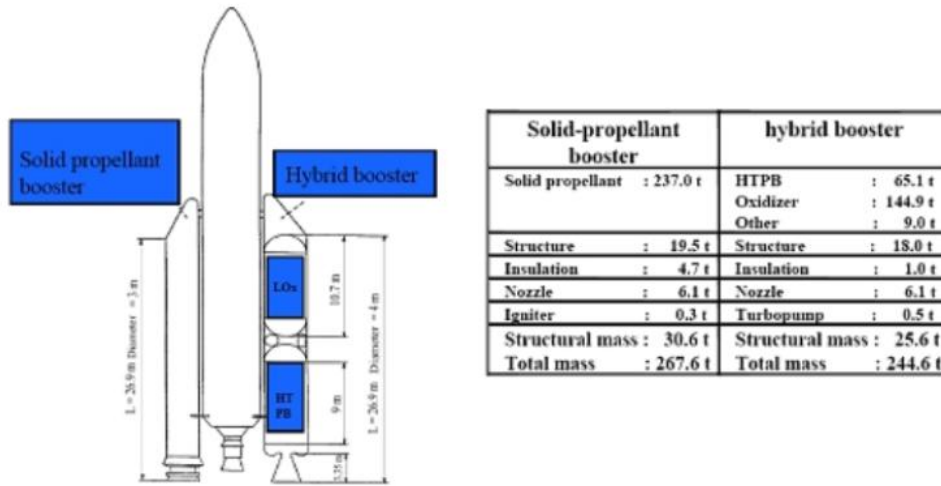 Solid propellant
booster
Hybrid booster
LOx
HT
PB
L = 26.9 m Diameter = 3 m
10.7 m
9 m
3,25 m
L = 26.9 m Diameter = 4 m
Solid-propellant
booster
hybrid booster
Solid propellant : 237.0 t
HTPB : 65.1 t
Oxidizer : 144.9 t
Other : 9.0 t
Structure : 19.5 t
Structure : 18.0 t
Insulation : 4.7 t
Insulation : 1.0 t
Nozzle : 6.1 t
Nozzle : 6.1 t
Igniter : 0.3 t
Turbopump : 0.5 t
Structural mass : 30.6 t
Structural mass : 25.6 t
Total mass : 267.6 t
Total mass : 244.6 t